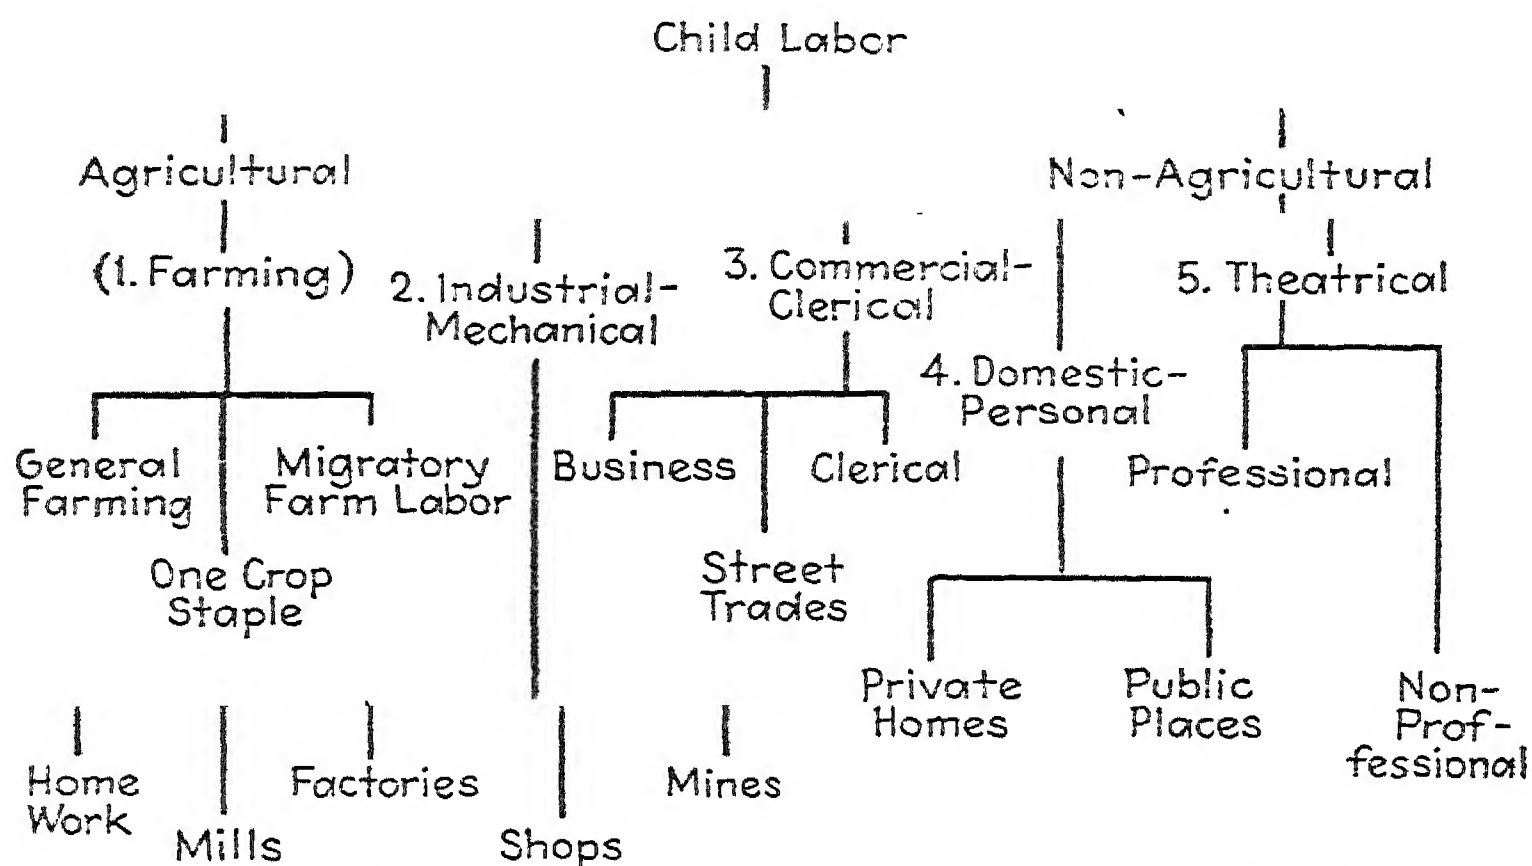 Child Labor
Agricultural
Non-Agricultural
(1. Farming)
2. Industrial-
Mechanical
3. Commercial-
Clerical
4. Domestic-
Personal
5. Theatrical
General
Farming
Migratory
Farm Labor
One Crop
Staple
Business
Clerical
Street
Trades
Professional
Private
Homes
Public
Places
Non-
Prof-
fessional
Home
Work
Mills
Factories
Shops
Mines